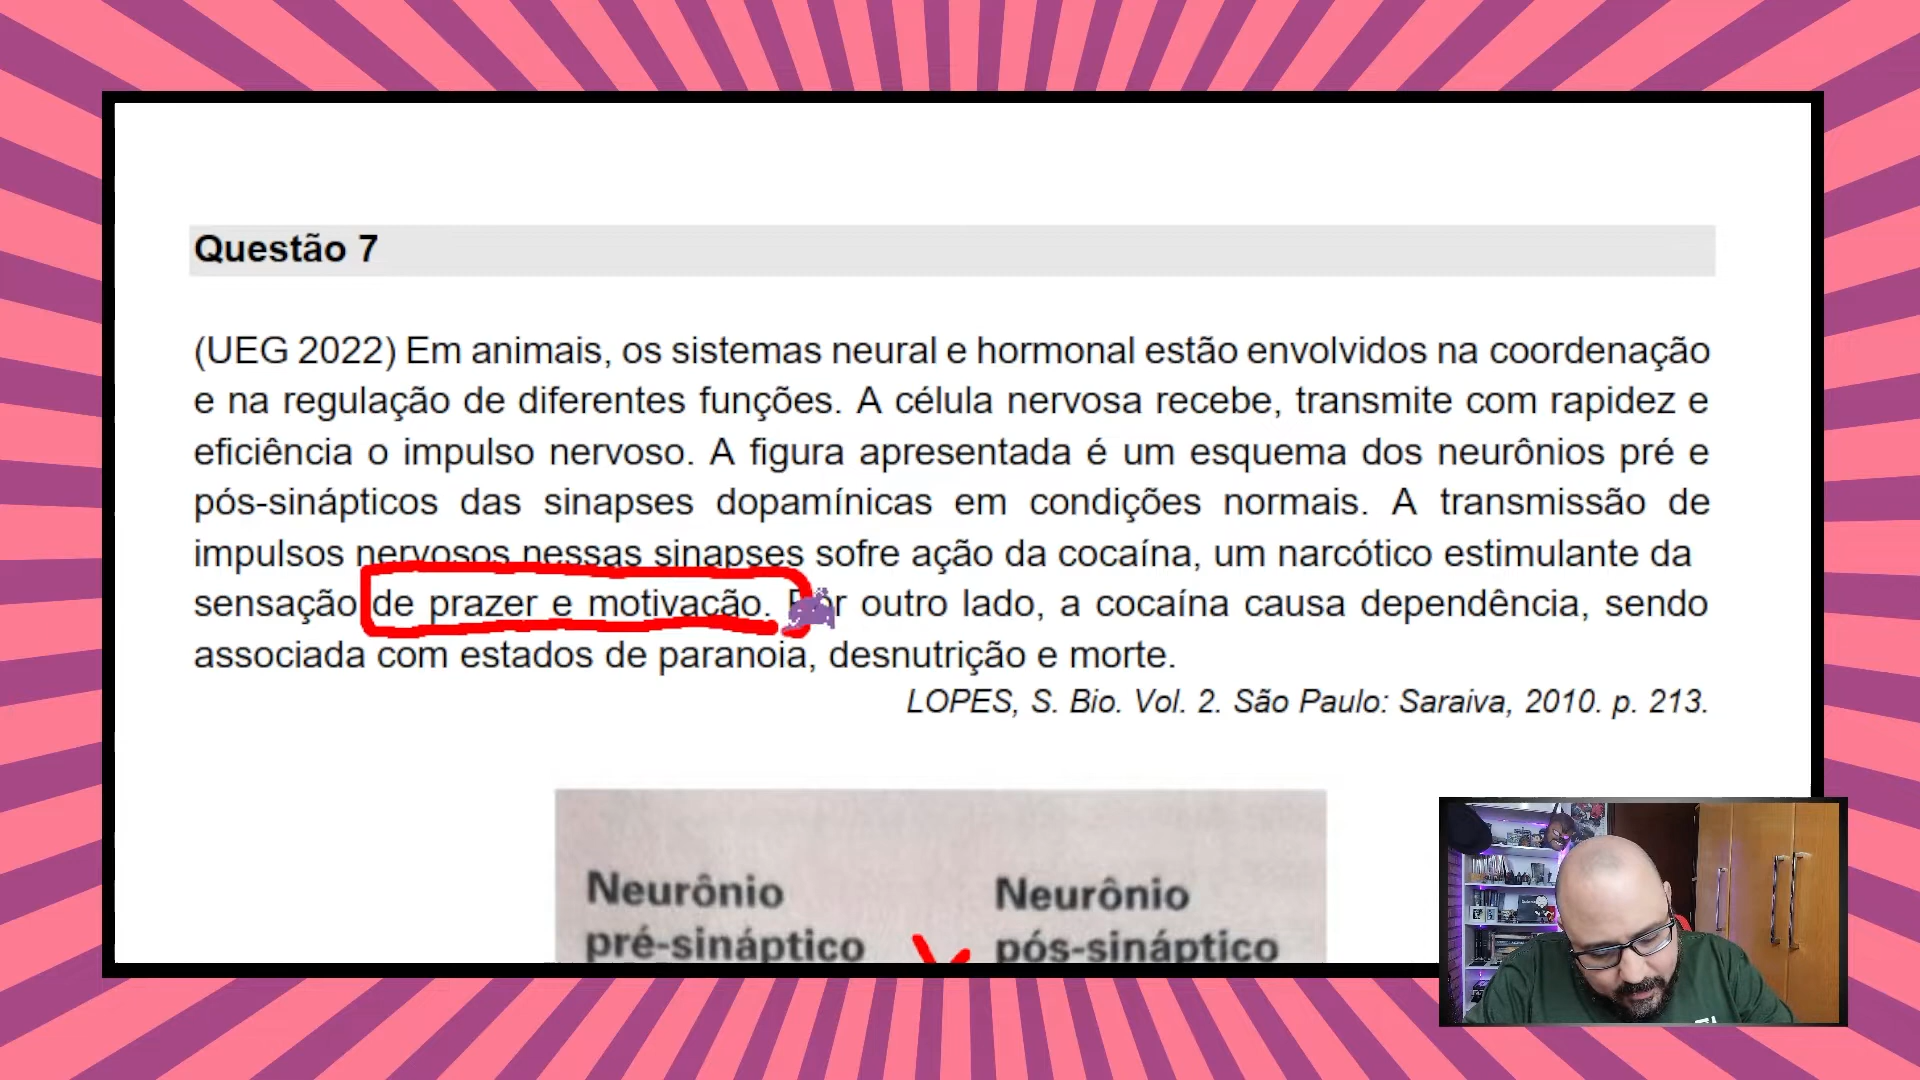 Questão 7
(UEG 2022) Em animais, os sistemas neural e hormonal estão envolvidos na coordenação
e na regulação de diferentes funções. A célula nervosa recebe, transmite com rapidez e
eficiência o impulso nervoso. A figura apresentada é um esquema dos neurônios pré e
pós-sinápticos das sinapses dopamínicas em condições normais. A transmissão de
impulsos nervosos nessas sinapses sofre ação da cocaína, um narcótico estimulante da
sensação de prazer e motivação. Por outro lado, a cocaína causa dependência, sendo
associada com estados de paranoia, desnutrição e morte.
LOPES, S. Bio. Vol. 2. São Paulo: Saraiva, 2010. p. 213.
Neurônio
pré-sináptico
Neurônio
pós-sináptico